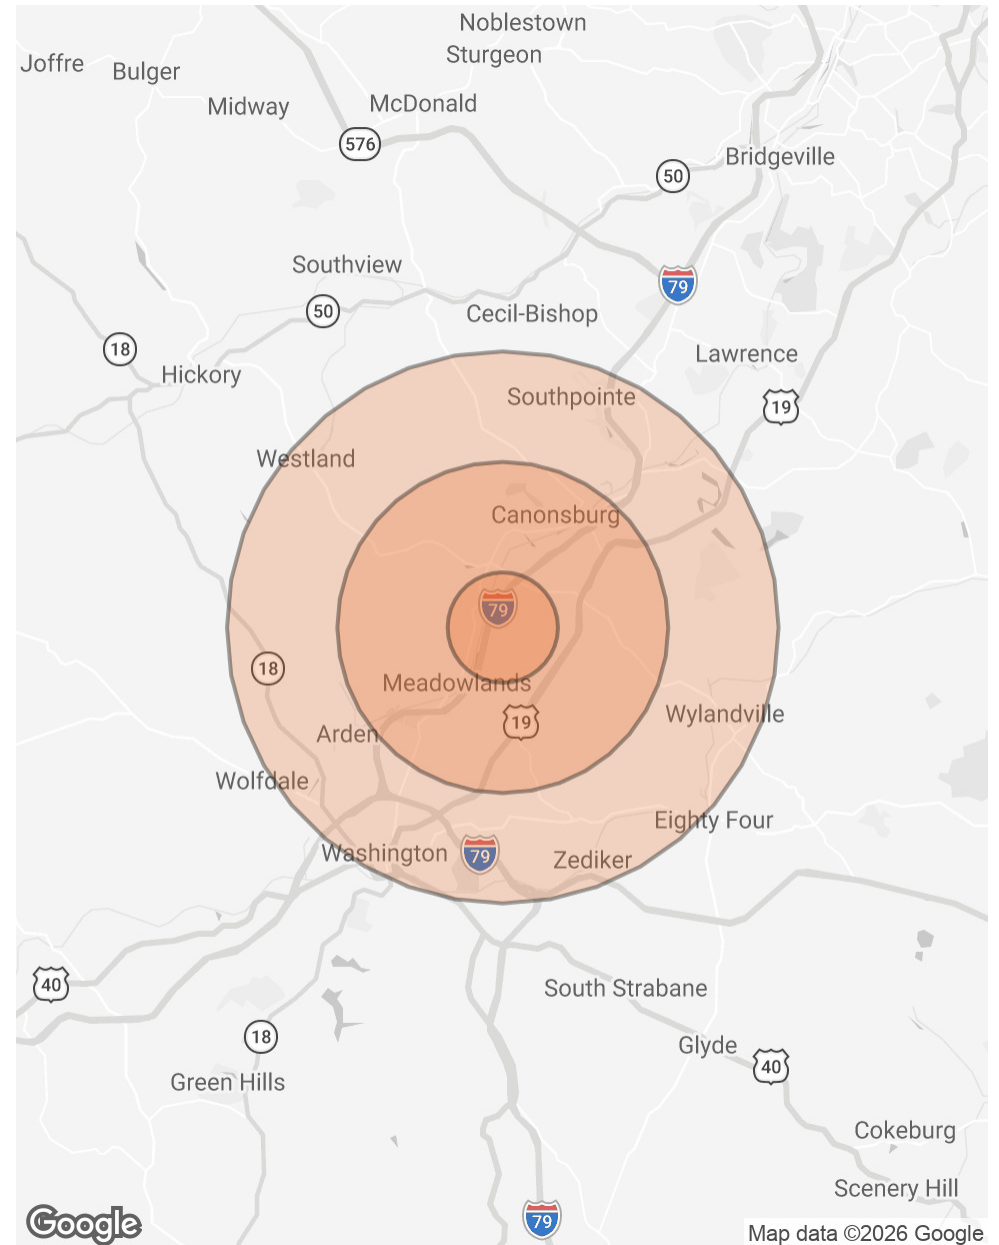 Noblestown
Sturgeon
Joffre
Bulger
Midway
McDonald
576
Bridgeville
50
Southview
79
50
Cecil-Bishop
18
Lawrence
Hickory
Southpointe
19
Westland
Canonsburg
79
18
Meadowlands
19
Wylandville
Arden
Wolfdale
Eighty Four
Washington
79
Zediker
40
South Strabane
18
Glyde
40
Green Hills
Cokeburg
Scenery Hill
79
Google
Map data ©2026 Google